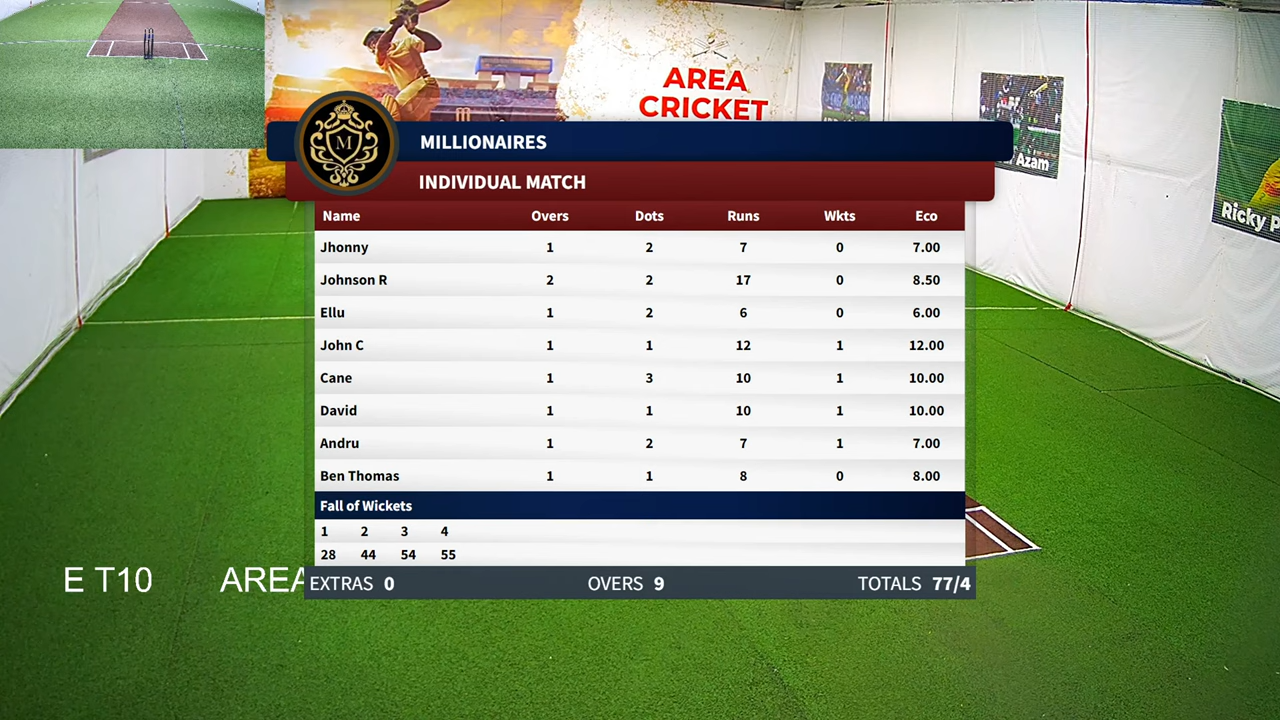 AREA
CRICKET
Azam
Ricky P
M
MILLIONAIRES
INDIVIDUAL MATCH
Name Overs Dots Runs Wkts Eco
Jhonny 1 2 7 0 7.00
Johnson R 2 2 17 0 8.50
Ellu 1 2 6 0 6.00
John C 1 1 12 1 12.00
Cane 1 3 10 1 10.00
David 1 1 10 1 10.00
Andru 1 2 7 1 7.00
Ben Thomas 1 1 8 0 8.00
Fall of Wickets
1 2 3 4
28 44 54 55
E T10 AREA
EXTRAS 0 OVERS 9 TOTALS 77/4